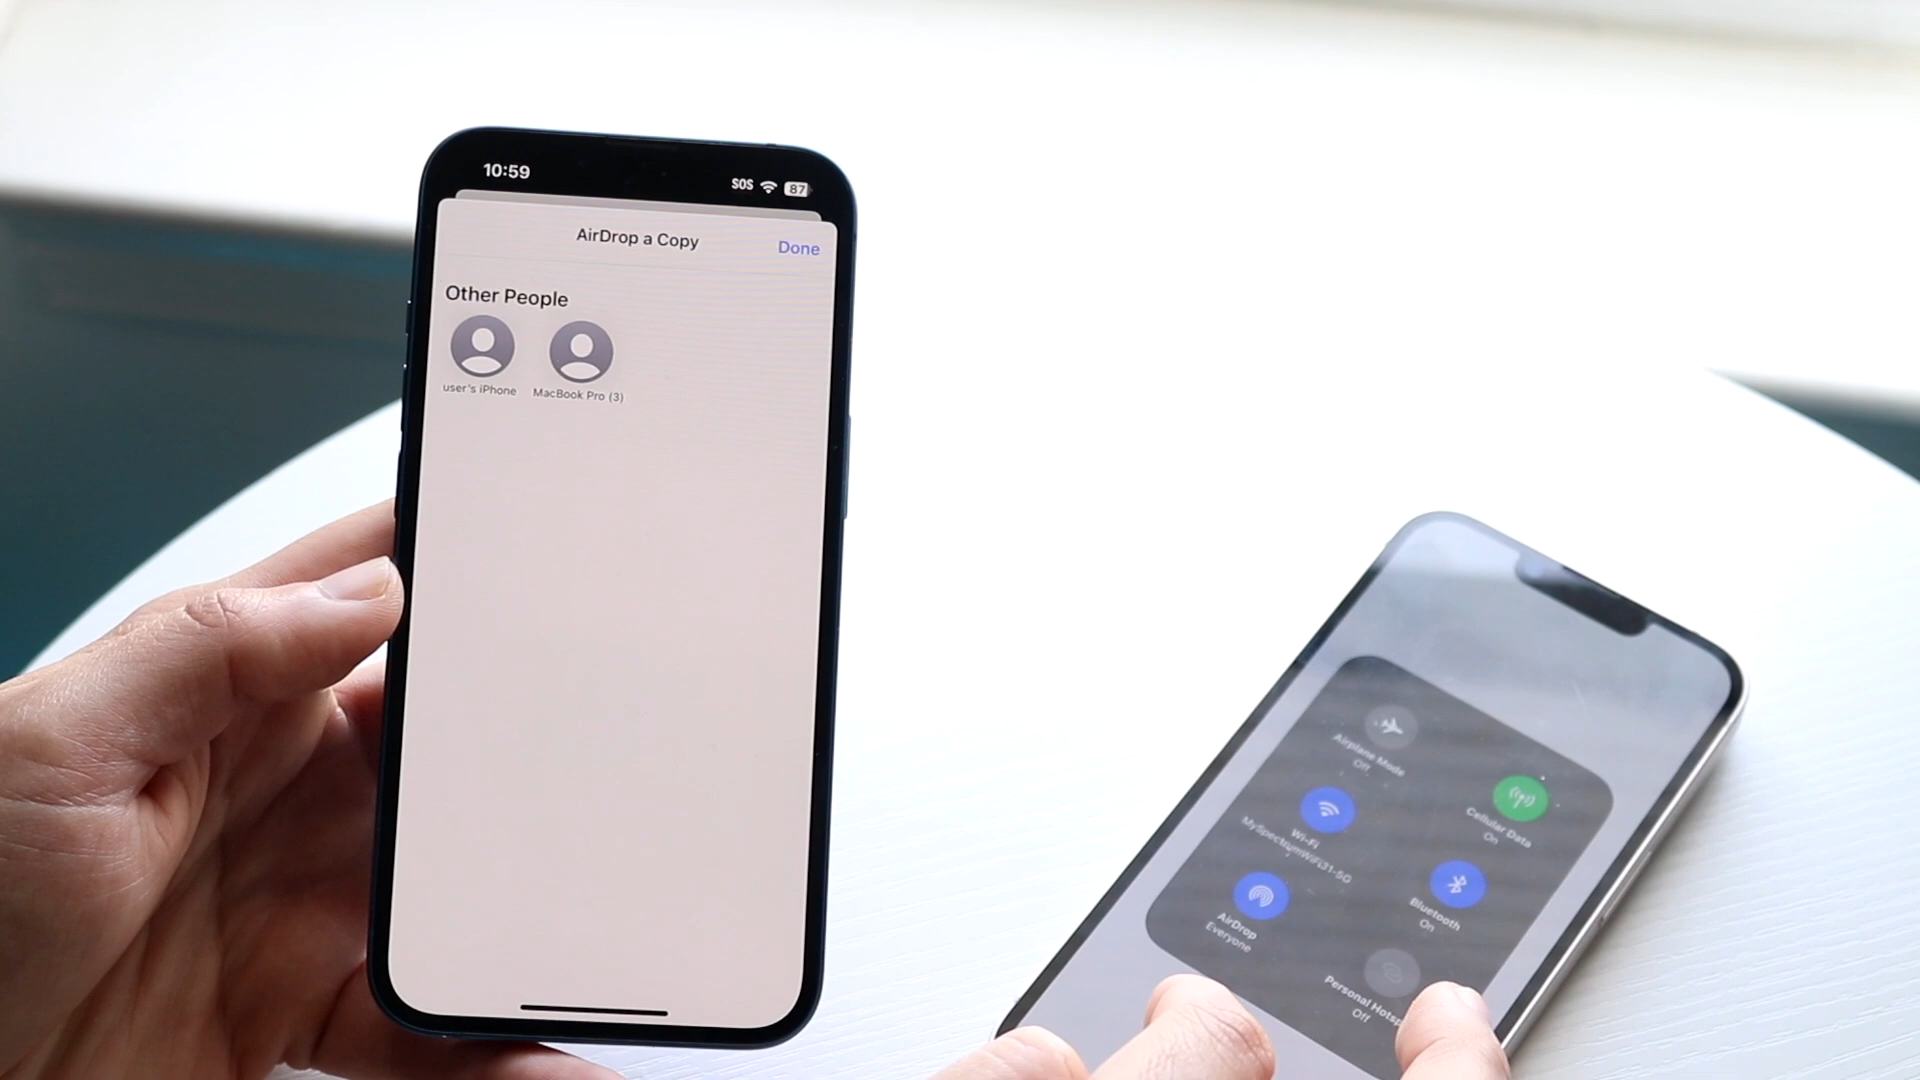 10:59
SOS
87
AirDrop a Copy
Done
Other People
user's iPhone
MacBook Pro (3)
Airplane Mode
Off
Cellular Data
On
Wi-Fi
MySpectrumWiFi31-5G
Bluetooth
On
AirDrop
Everyone
Personal Hotsp
Off